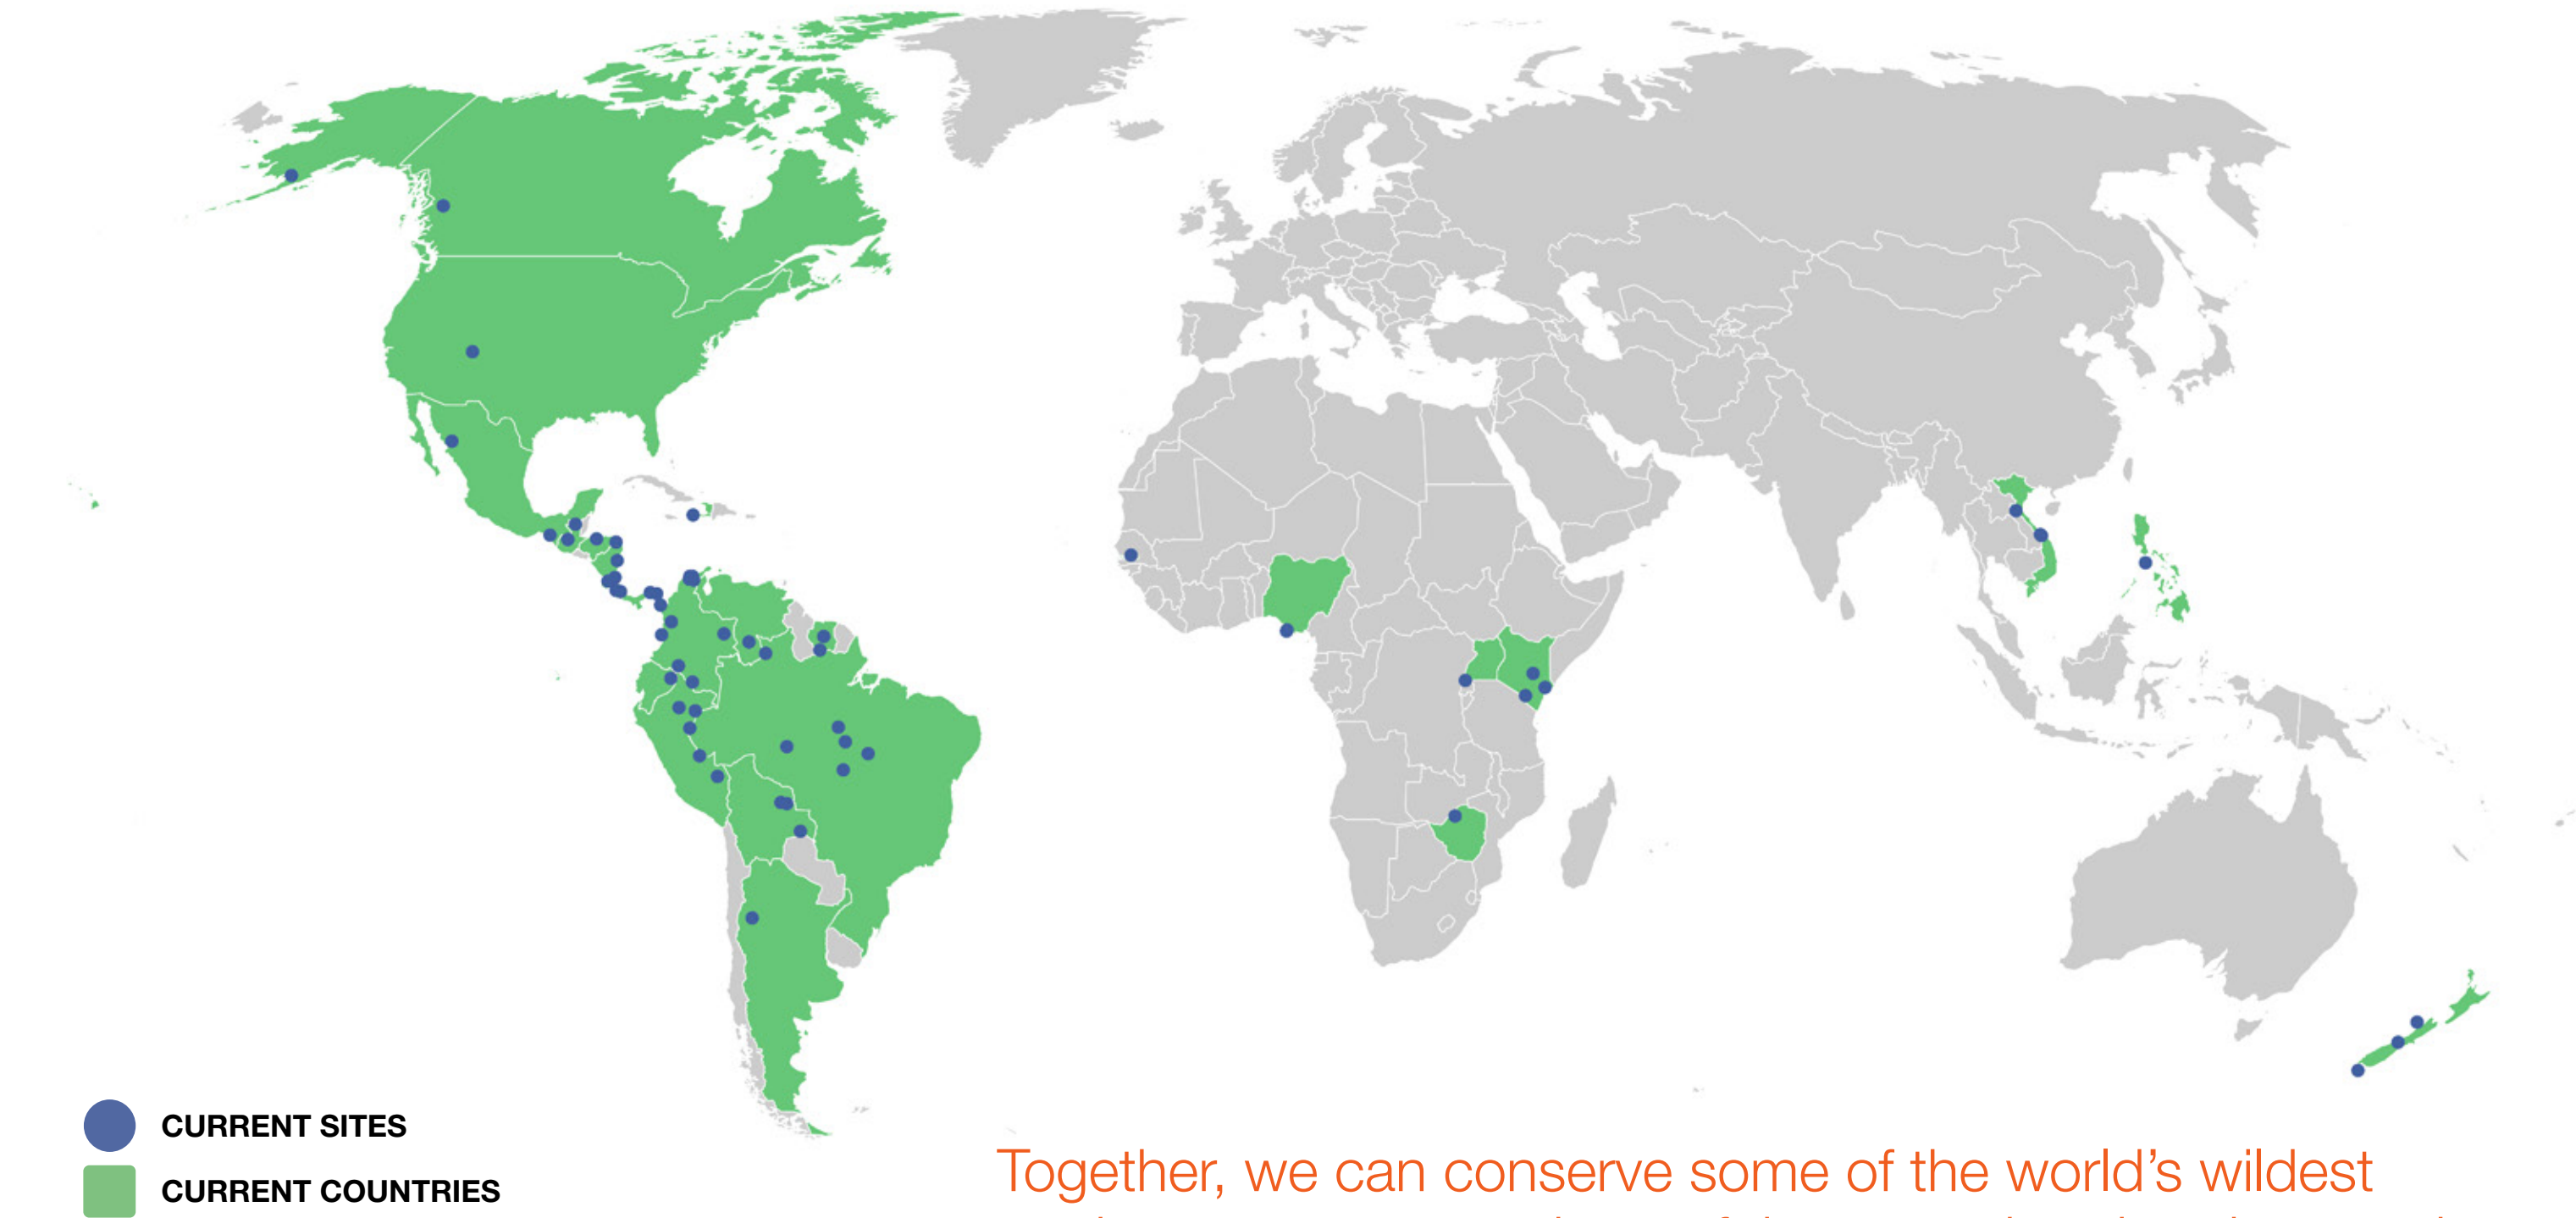 CURRENT SITES
CURRENT COUNTRIES
Together, we can conserve some of the world's wildest